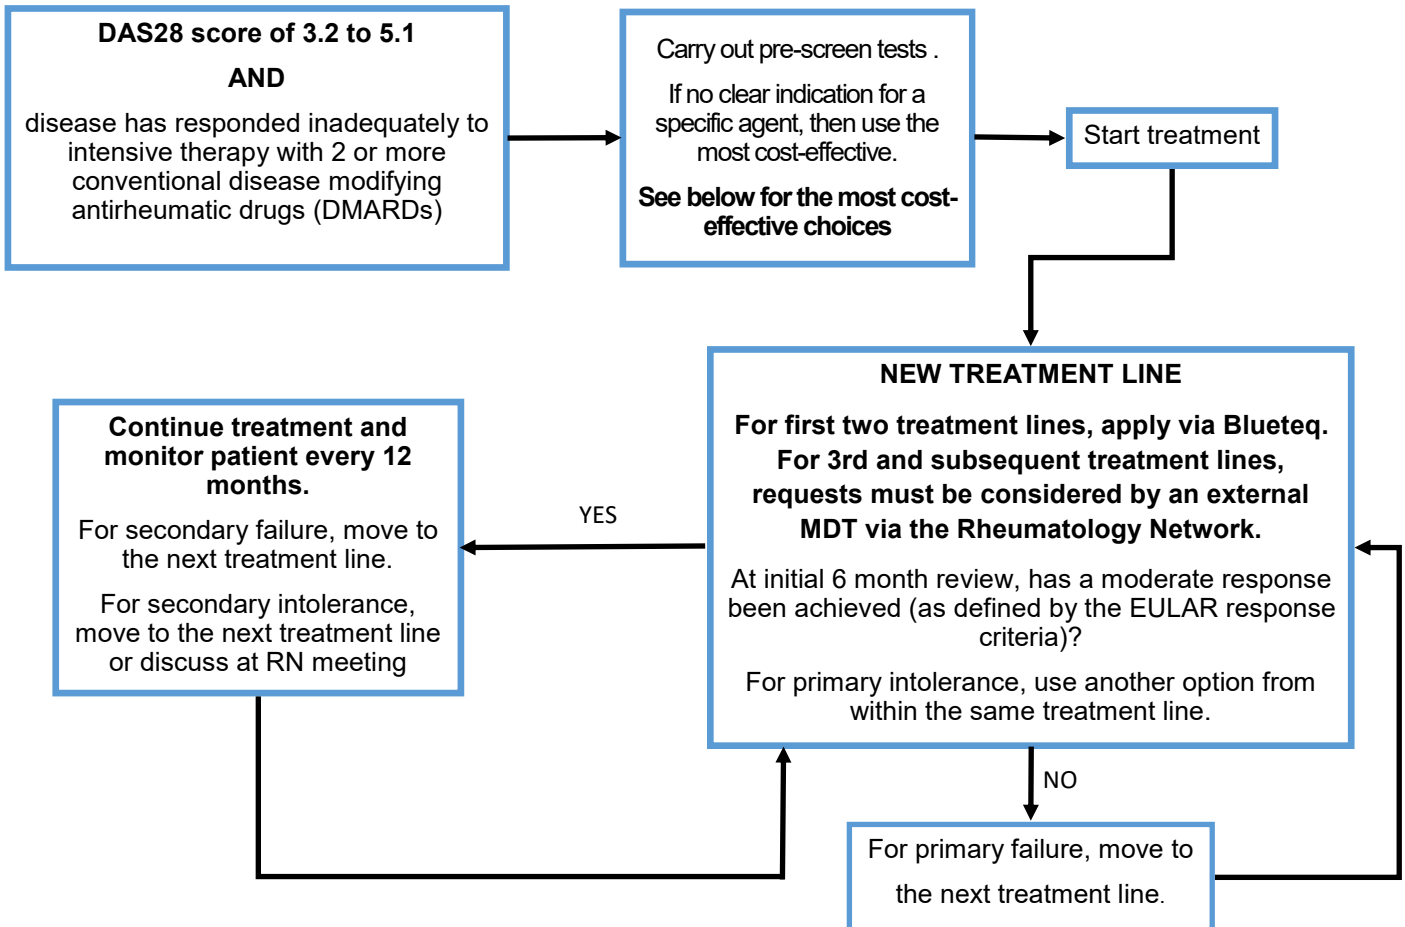 DAS28 score of 3.2 to 5.1
AND
disease has responded inadequately to
intensive therapy with 2 or more
conventional disease modifying
antirheumatic drugs (DMARDs)
Carry out pre-screen tests .
If no clear indication for a
specific agent, then use the
most cost-effective.
See below for the most cost-
effective choices
Start treatment
NEW TREATMENT LINE
For first two treatment lines, apply via Blueteq.
For 3rd and subsequent treatment lines,
requests must be considered by an external
MDT via the Rheumatology Network.
At initial 6 month review, has a moderate response
been achieved (as defined by the EULAR response
criteria)?
For primary intolerance, use another option from
within the same treatment line.
YES
Continue treatment and
monitor patient every 12
months.
For secondary failure, move to
the next treatment line.
For secondary intolerance,
move to the next treatment line
or discuss at RN meeting
NO
For primary failure, move to
the next treatment line.